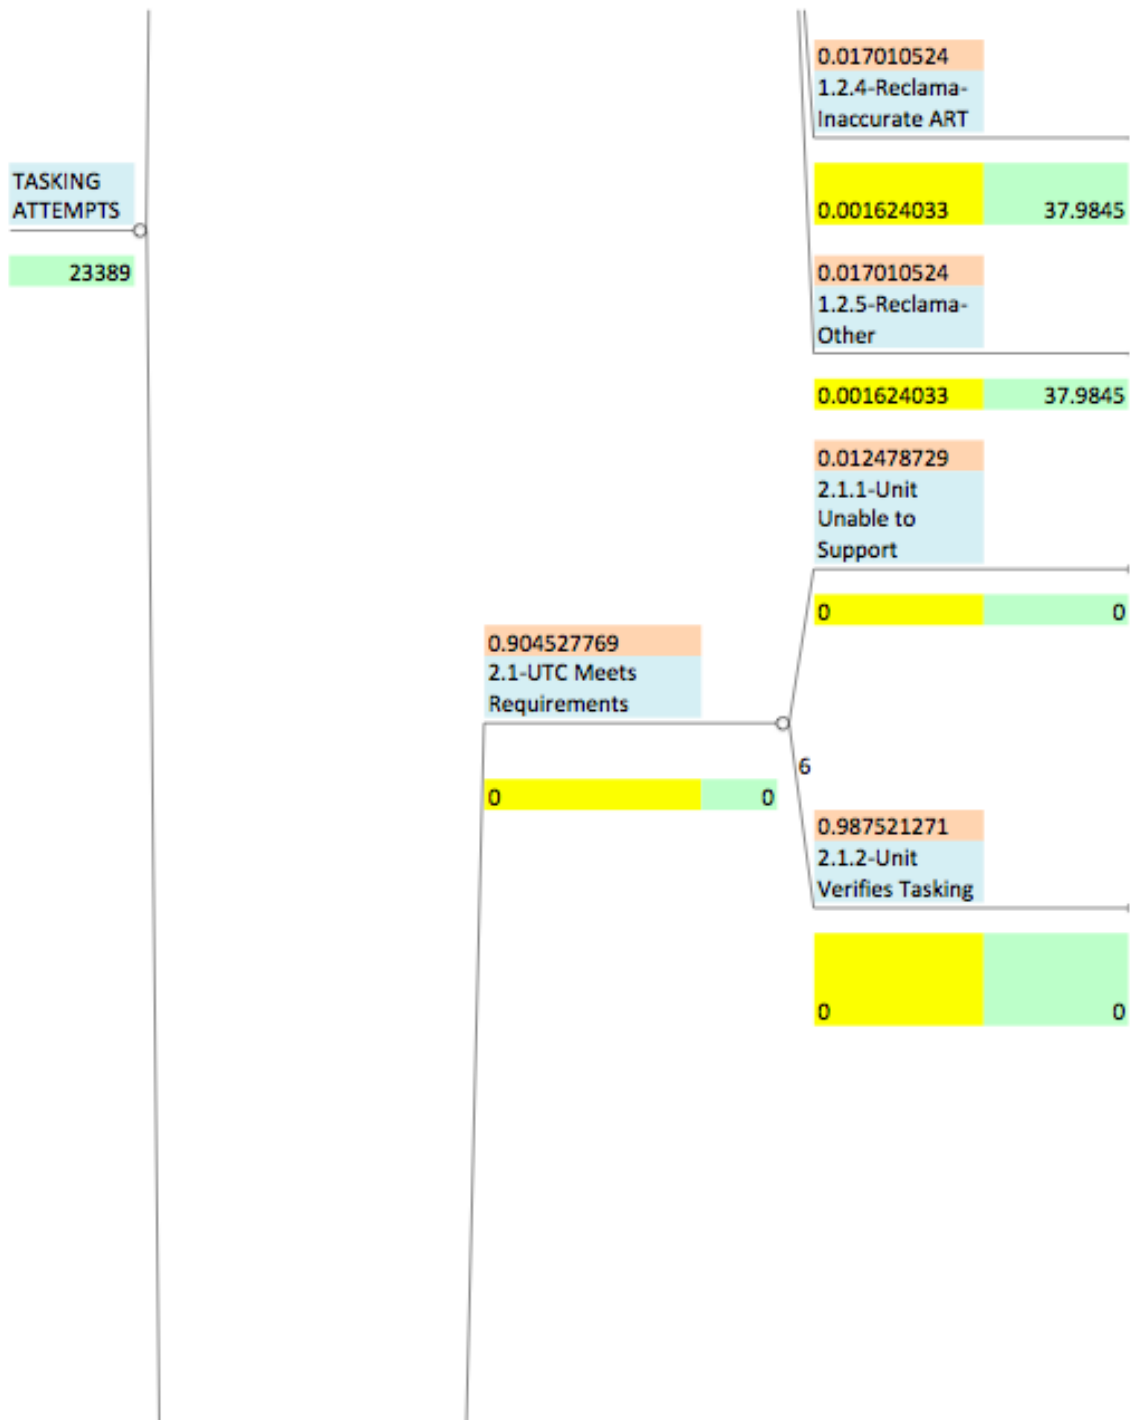 TASKING
ATTEMPTS
23389
0.017010524
1.2.4-Reclama-
Inaccurate ART
0.001624033 37.9845
0.017010524
1.2.5-Reclama-
Other
0.001624033 37.9845
0.904527769
2.1-UTC Meets
Requirements
0 0
6
0.012478729
2.1.1-Unit
Unable to
Support
0 0
0.987521271
2.1.2-Unit
Verifies Tasking
0 0